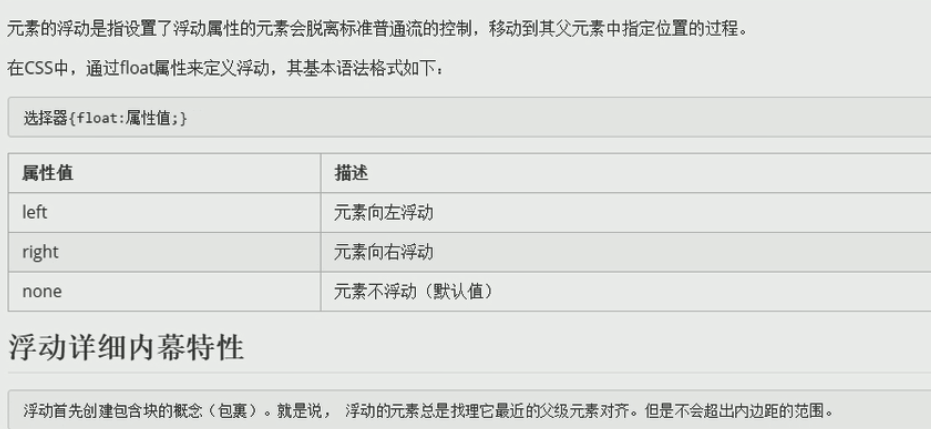 元素的浮动是指设置了浮动属性的元素会脱离标准普通流的控制，移动到其父元素中指定位置的过程。
在CSS中，通过float属性来定义浮动，其基本语法格式如下：
选择器{float:属性值;}
属性值 描述
left 元素向左浮动
right 元素向右浮动
none 元素不浮动（默认值）
浮动详细内幕特性
浮动首先创建包含块的概念（包裹）。就是说， 浮动的元素总是找理它最近的父级元素对齐。但是不会超出内边距的范围。